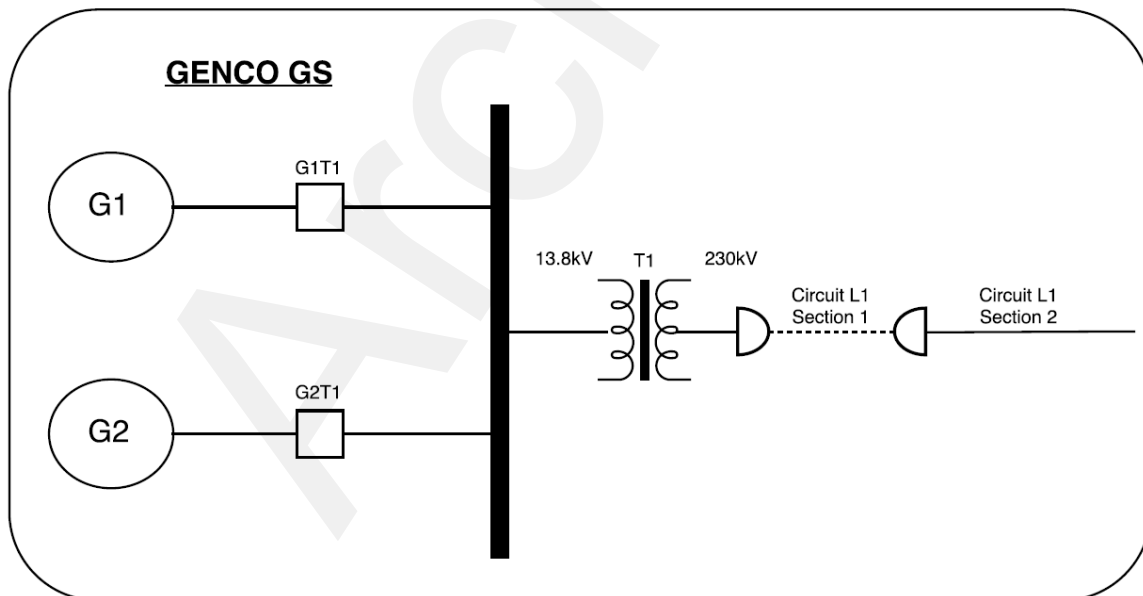 GENCO GS
G1T1
G1
13.8kV
T1
230kV
Circuit L1
Section 1
Circuit L1
Section 2
G2T1
G2